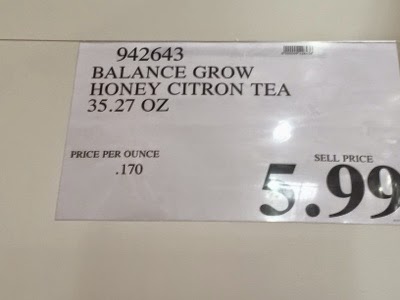 942643
BALANCE GROW
HONEY CITRON TEA
35.27 OZ
PRICE PER OUNCE
.170
SELL PRICE
5.99